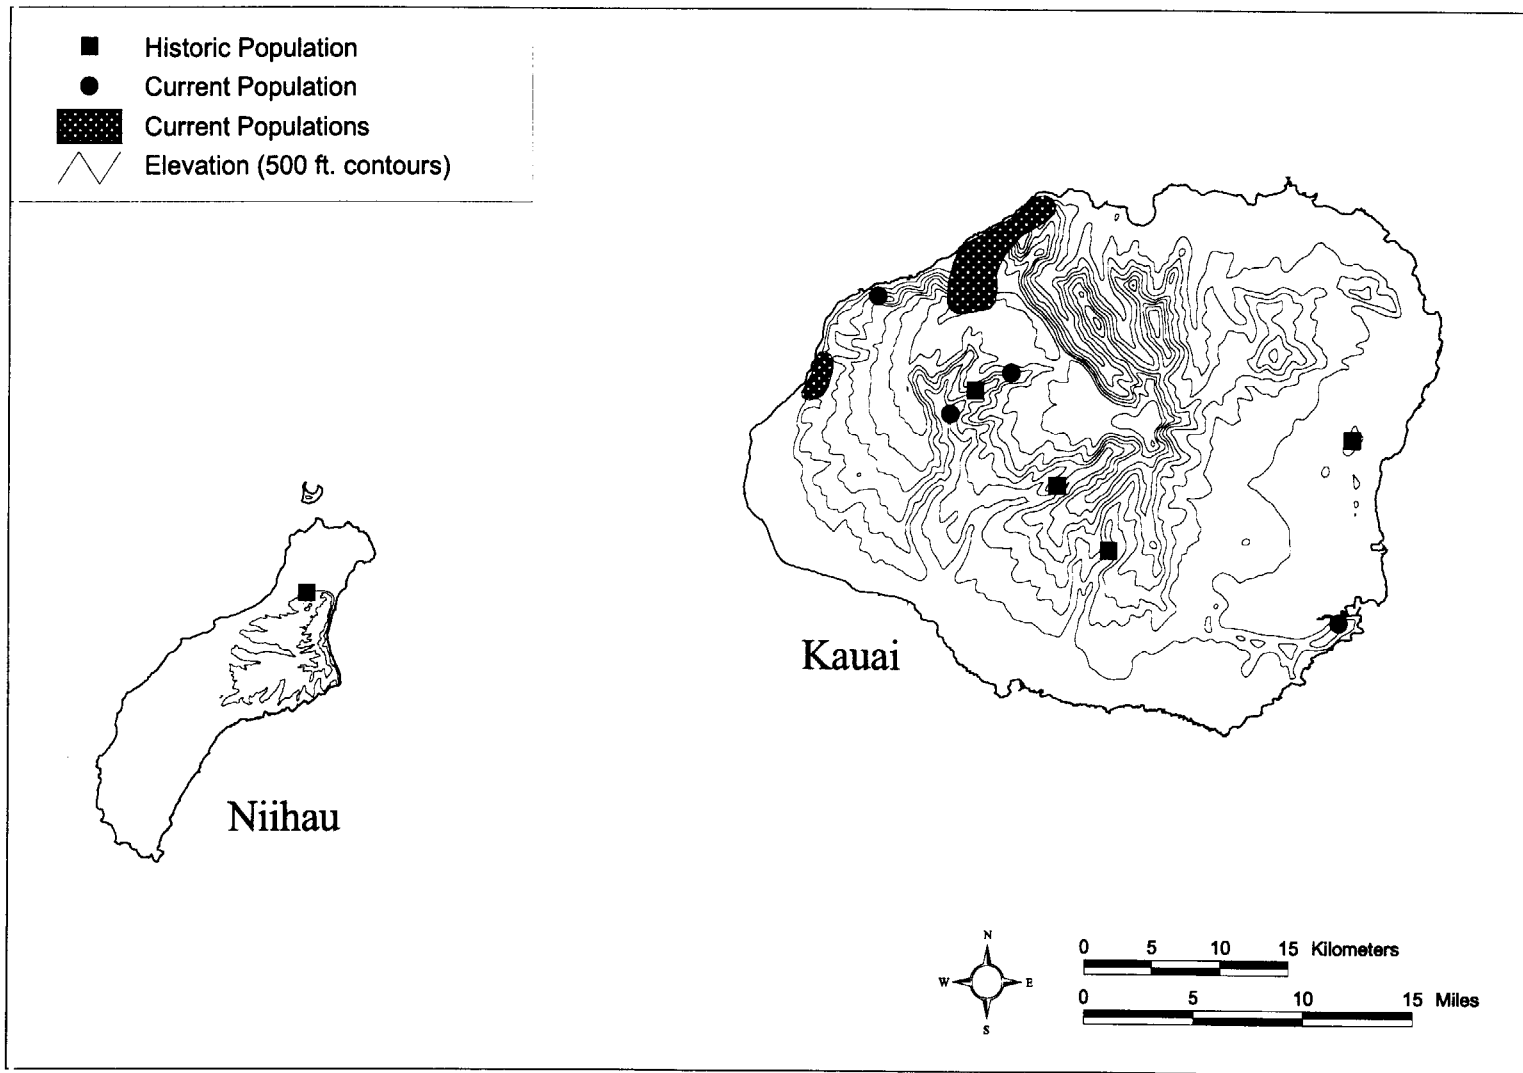 Historic Population
Current Population
Current Populations
Elevation (500 ft. contours)
Kauai
Niihau
N
W E
S
0 5 10 15 Kilometers
0 5 10 15 Miles